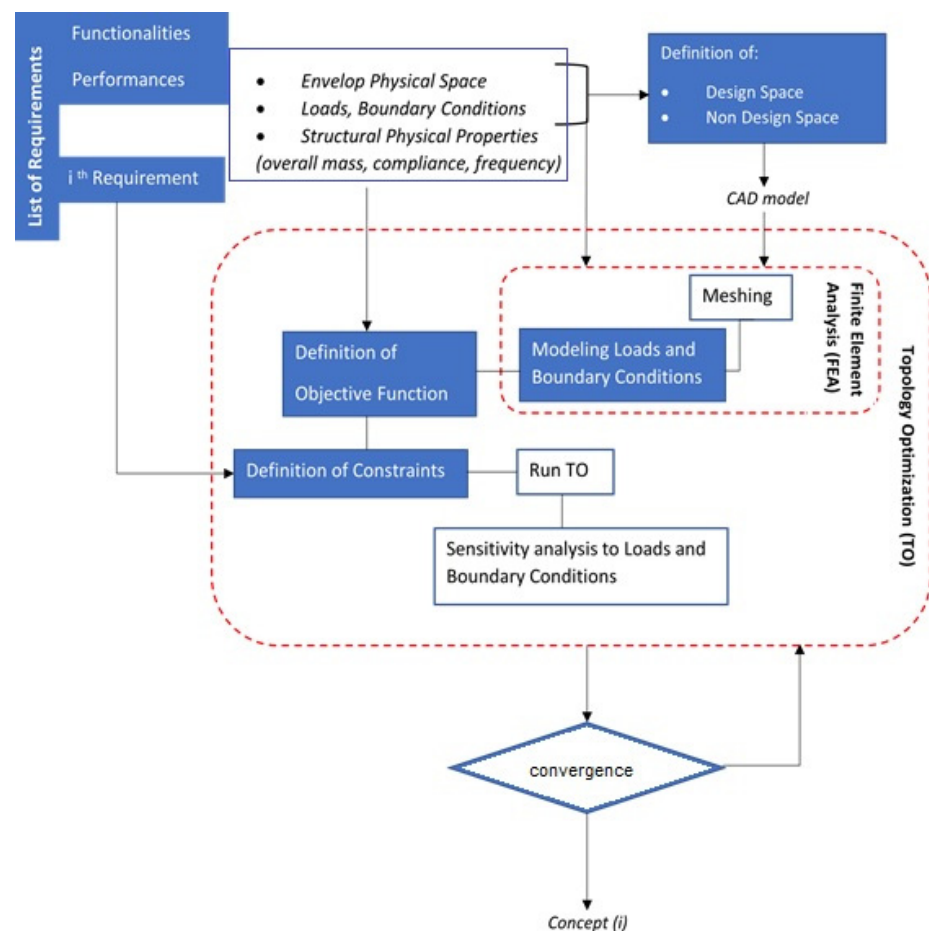 List of Requirements
Functionalities
Performances
i th Requirement
• Envelop Physical Space
• Loads, Boundary Conditions
• Structural Physical Properties
(overall mass, compliance, frequency)
Definition of:
• Design Space
• Non Design Space
CAD model
Meshing
Finite Element
Analysis (FEA)
Topology Optimization (TO)
Definition of
Objective Function
Modeling Loads and
Boundary Conditions
Definition of Constraints
Run TO
Sensitivity analysis to Loads and
Boundary Conditions
convergence
Concept (i)